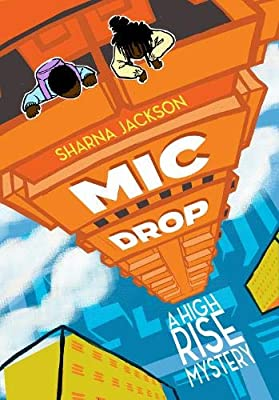 SHARNA JACKSON
MIC
DROP
A HIGH
RISE
MYSTERY